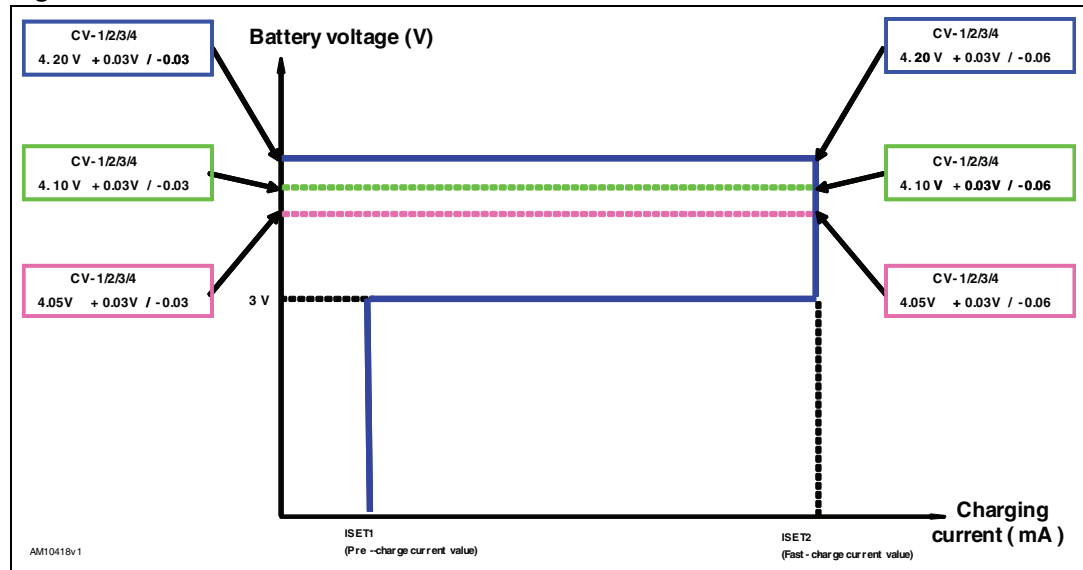 CV-1/2/3/4
4.20 V + 0.03V / -0.03
Battery voltage (V)
CV-1/2/3/4
4.20 V + 0.03V / -0.06
CV-1/2/3/4
4.10 V + 0.03V / -0.03
CV-1/2/3/4
4.10 V + 0.03V / -0.06
CV-1/2/3/4
4.05V + 0.03V / -0.03
3 V
CV-1/2/3/4
4.05V + 0.03V / -0.06
ISET1
(Pre --charge current value)
ISET2
(Fast - charge current value)
Charging
current ( mA )
AM10418v1